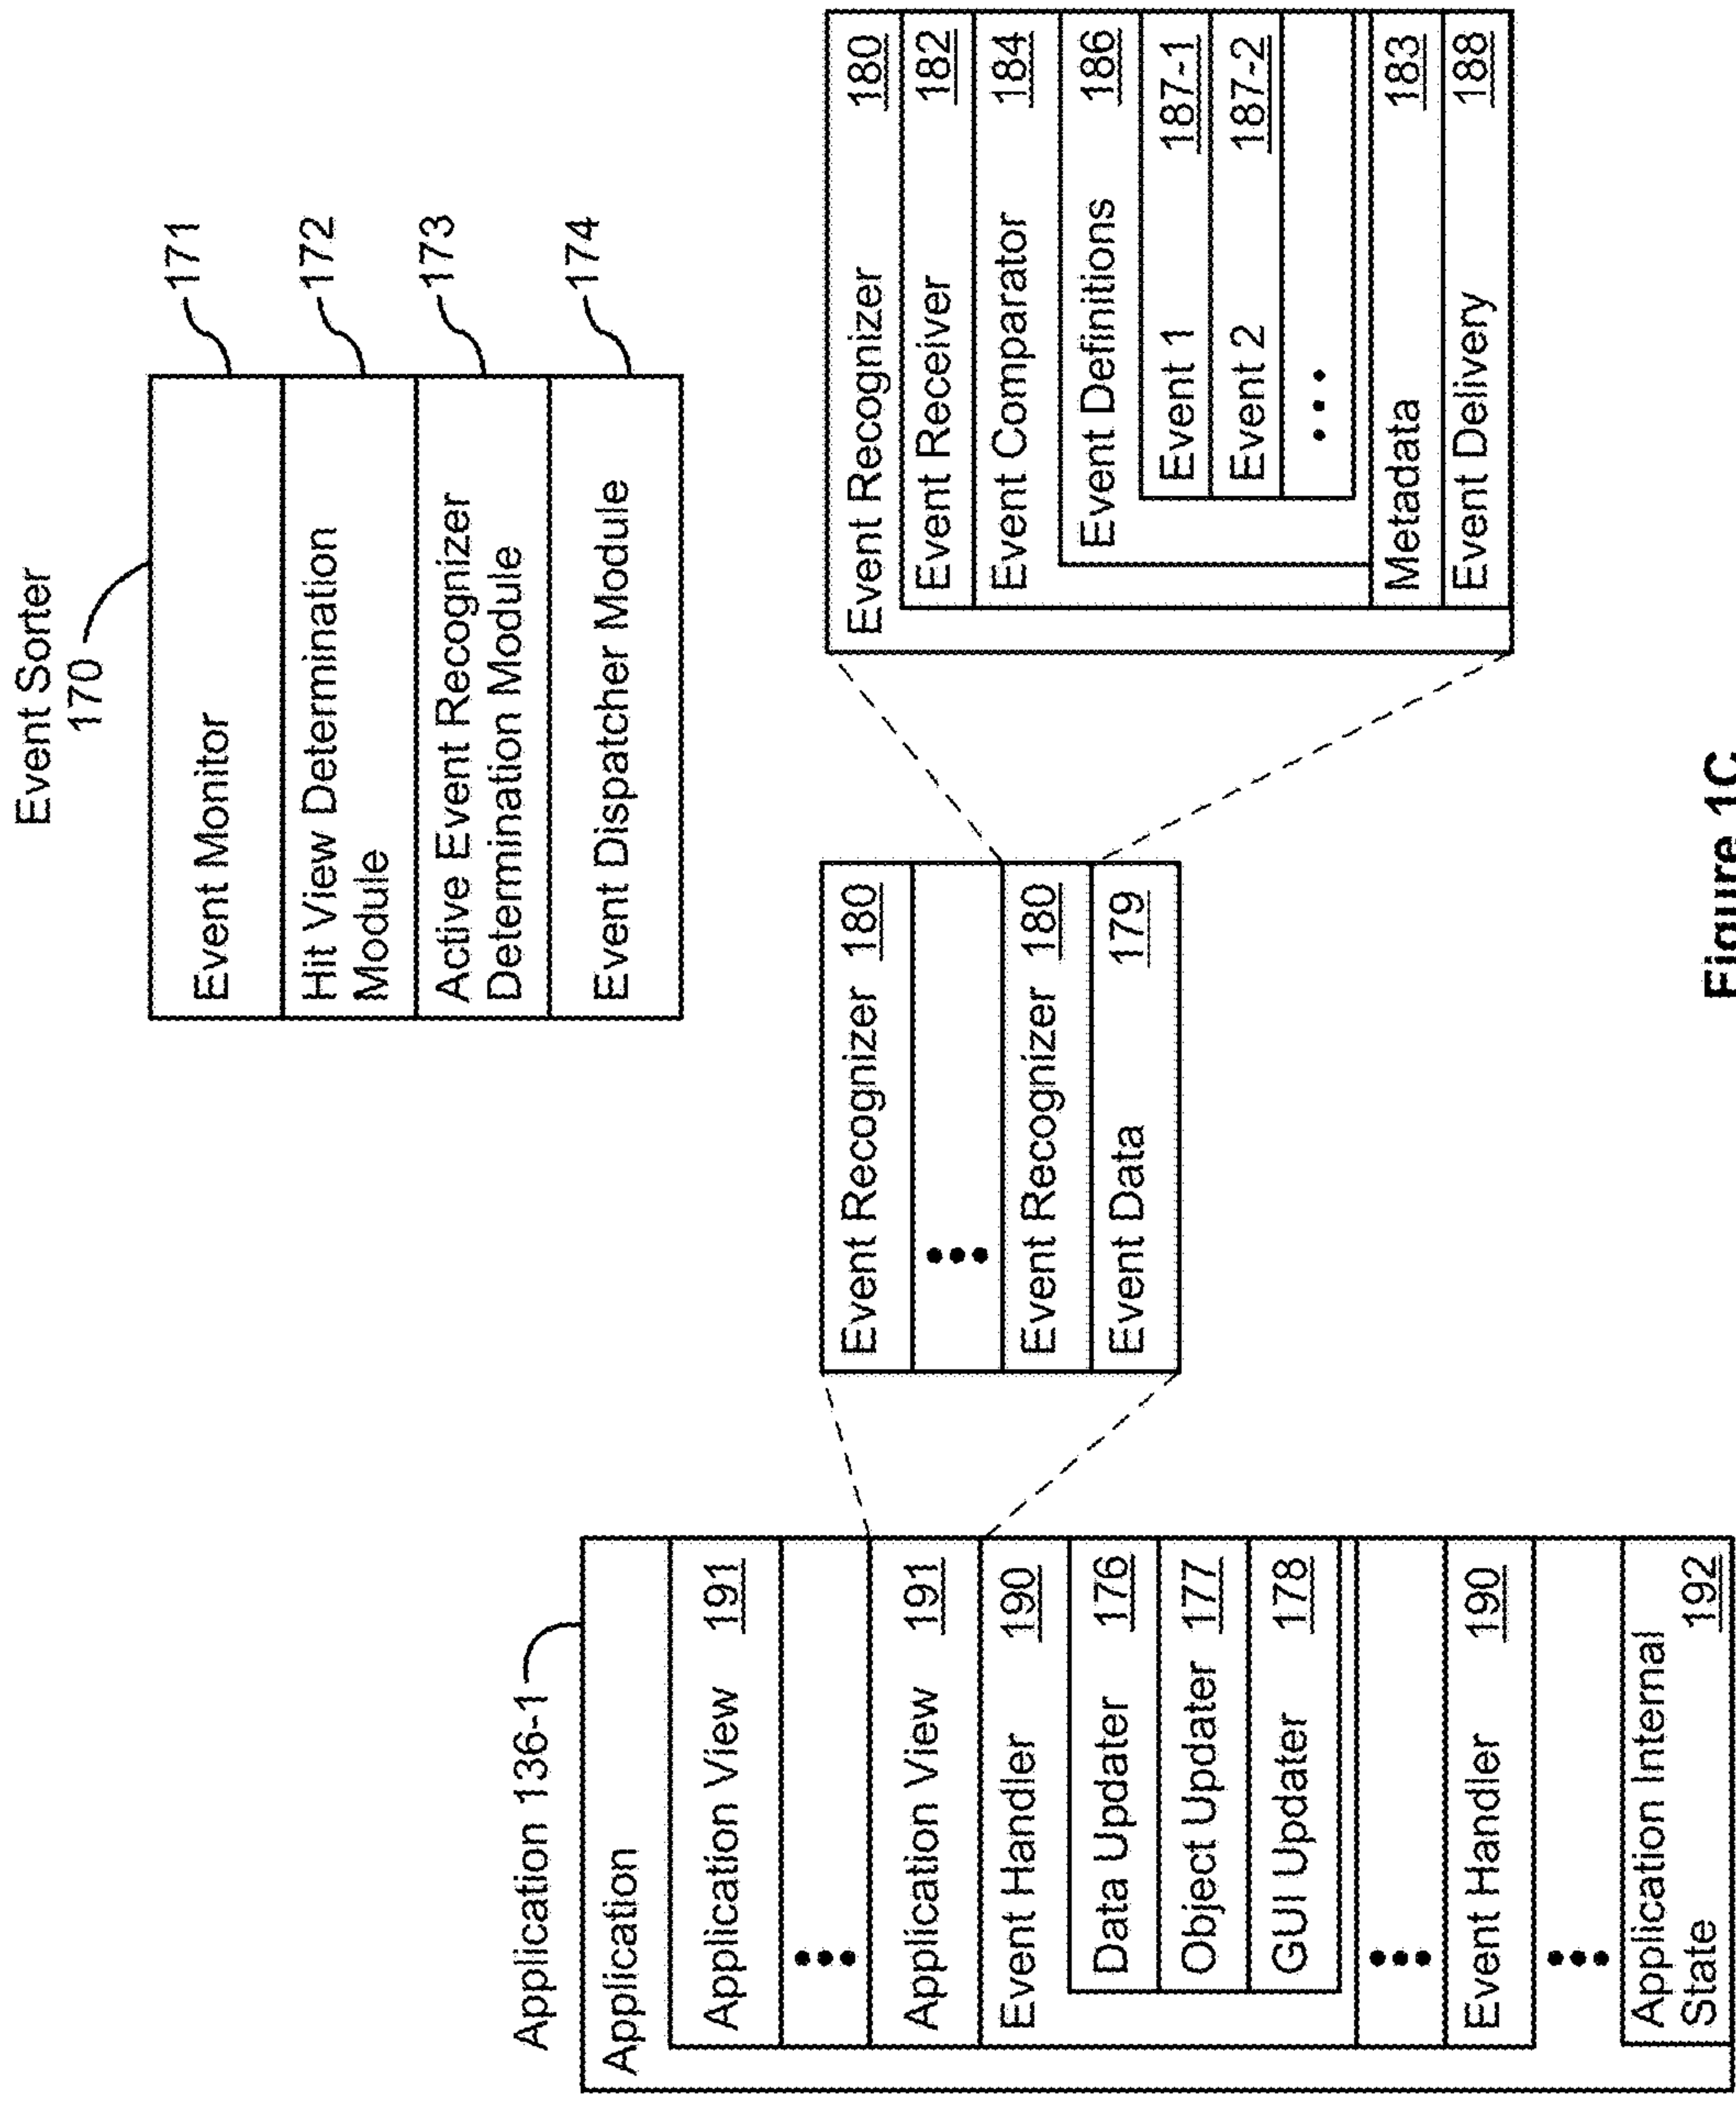 Event Sorter
170
Event Monitor
171
Hit View Determination
Module
172
Active Event Recognizer
Determination Module
173
Event Dispatcher Module
174
Application 136-1
Application
Application View 191
•••
Application View 191
Event Handler 190
Data Updater 176
Object Updater 177
GUI Updater 178
•••
Event Handler 190
•••
Application Internal
State 192
Event Recognizer 180
•••
Event Recognizer 180
Event Data 179
Event Recognizer 180
Event Receiver 182
Event Comparator 184
Event Definitions 186
Event 1 187-1
Event 2 187-2
•••
Metadata 183
Event Delivery 188
Figure 1C